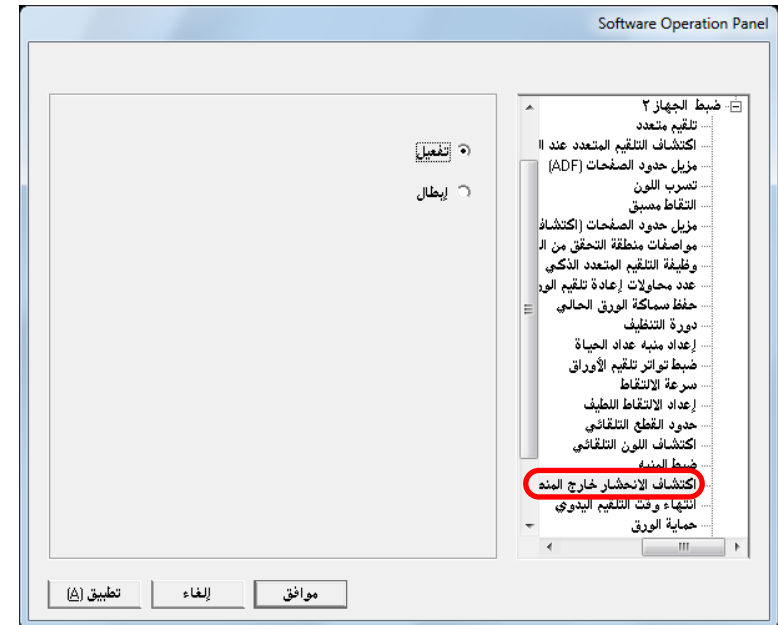 Software Operation Panel
ضبط الجهاز ٢
تلقيم متعدد
اكتشاف التلقيم المتعدد عند ال
مزيل حدود الصفحات (ADF)
تسرب اللون
التقاط مسبق
مزيل حدود الصفحات (اكتشاف
مواصفات منطقة التحقق من ال
وظيفة التلقيم المتعدد الذكي
عدد محاولات إعادة تلقيم الور
حفظ سماكة الورق الحالي
دورة التنظيف
إعداد منبه عداد الحياة
ضبط تواتر تلقيم الأوراق
سرعة الالتقاط
إعداد الالتقاط اللطيف
حدود القطع التلقائي
اكتشاف اللون التلقائي
ضبط المنبه
اكتشاف الانحشار خارج المنط
انتهاء وقت التلقيم اليدوي
حماية الورق
تفعيل
إبطال
موافق
إلغاء
تطبيق (A)